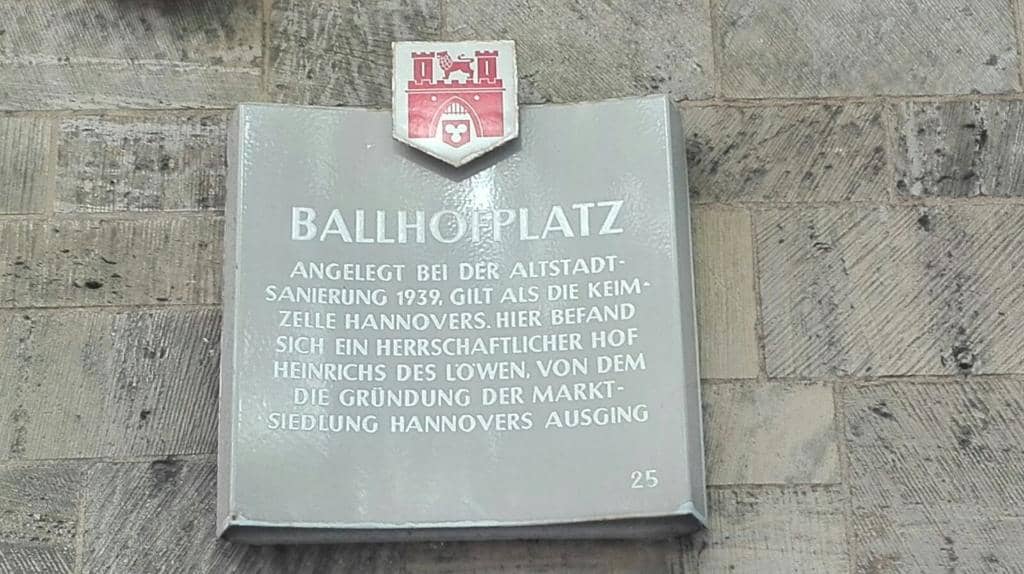 BALLHOFPLATZ
ANGELEGT BEI DER ALTSTADT-
SANIERUNG 1939, GILT ALS DIE KEIM-
ZELLE HANNOVERS. HIER BEFAND
SICH EIN HERRSCHAFTLICHER HOF
HEINRICHS DES LÖWEN, VON DEM
DIE GRÜNDUNG DER MARKT-
SIEDLUNG HANNOVERS AUSGING
25